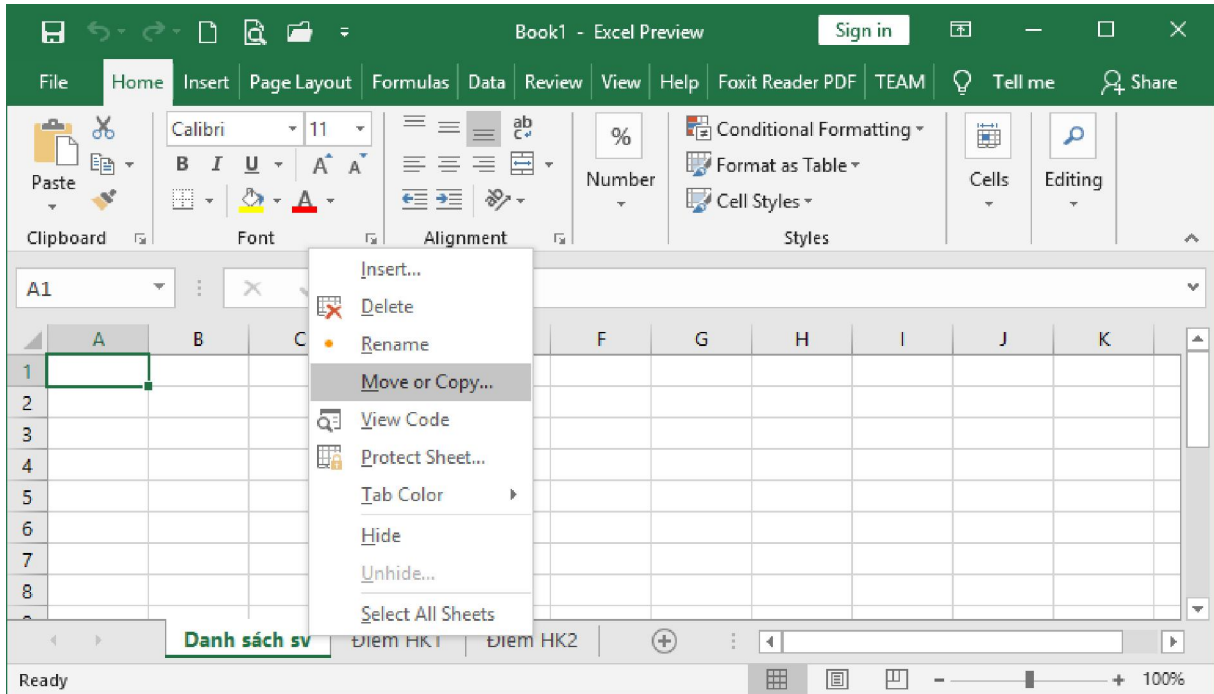 Book1 - Excel Preview
Sign in
File Home Insert Page Layout Formulas Data Review View Help Foxit Reader PDF TEAM Tell me Share
Paste
Clipboard
Calibri 11
B I U A A
A
Font
ab
c
Alignment
%
Number
Conditional Formatting
Format as Table
Cell Styles
Styles
Cells
Editing
A1
Insert...
Delete
Rename
Move or Copy...
View Code
Protect Sheet...
Tab Color
Hide
Unhide...
Select All Sheets
A B C F G H I J K
1
2
3
4
5
6
7
8
Danh sách sv Điểm HK1 Điểm HK2
Ready
- + 100%